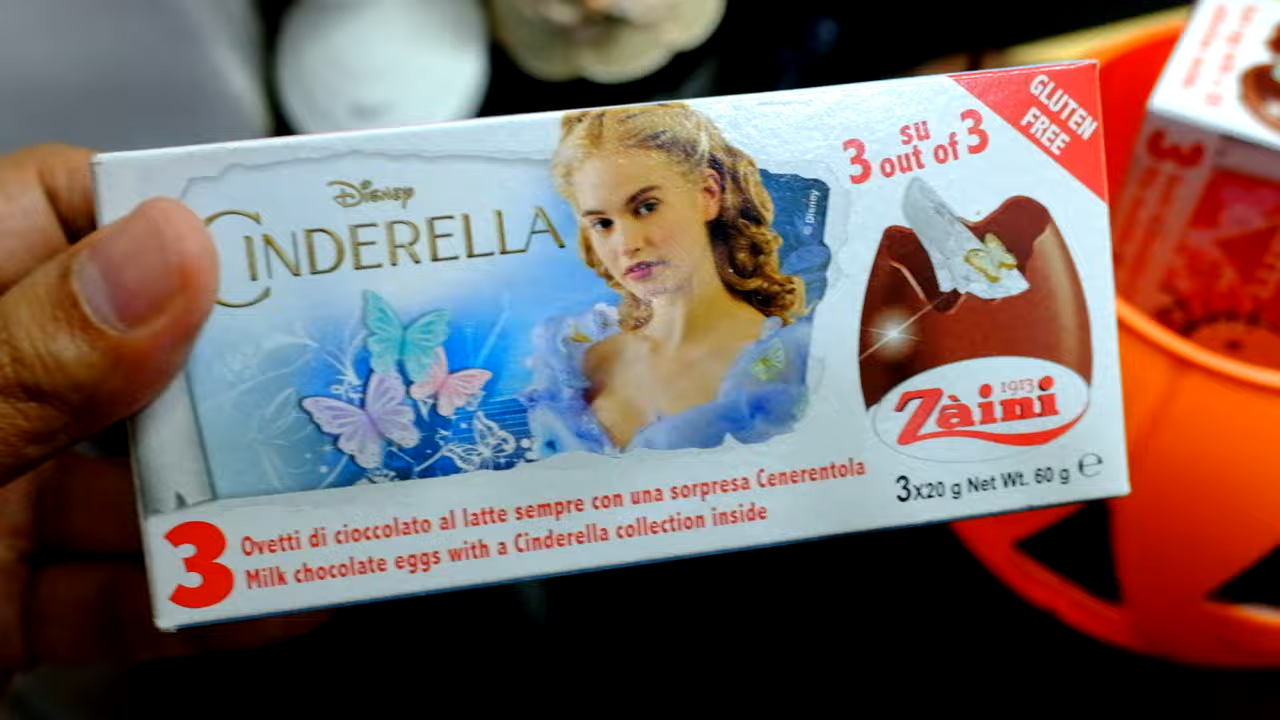 Disney
CINDERELLA
© Disney
3 su
out of 3
GLUTEN
FREE
1913
Zàini
3x20 g Net Wt. 60 g ℮
3
Ovetti di cioccolato al latte sempre con una sorpresa Cenerentola
Milk chocolate eggs with a Cinderella collection inside
3